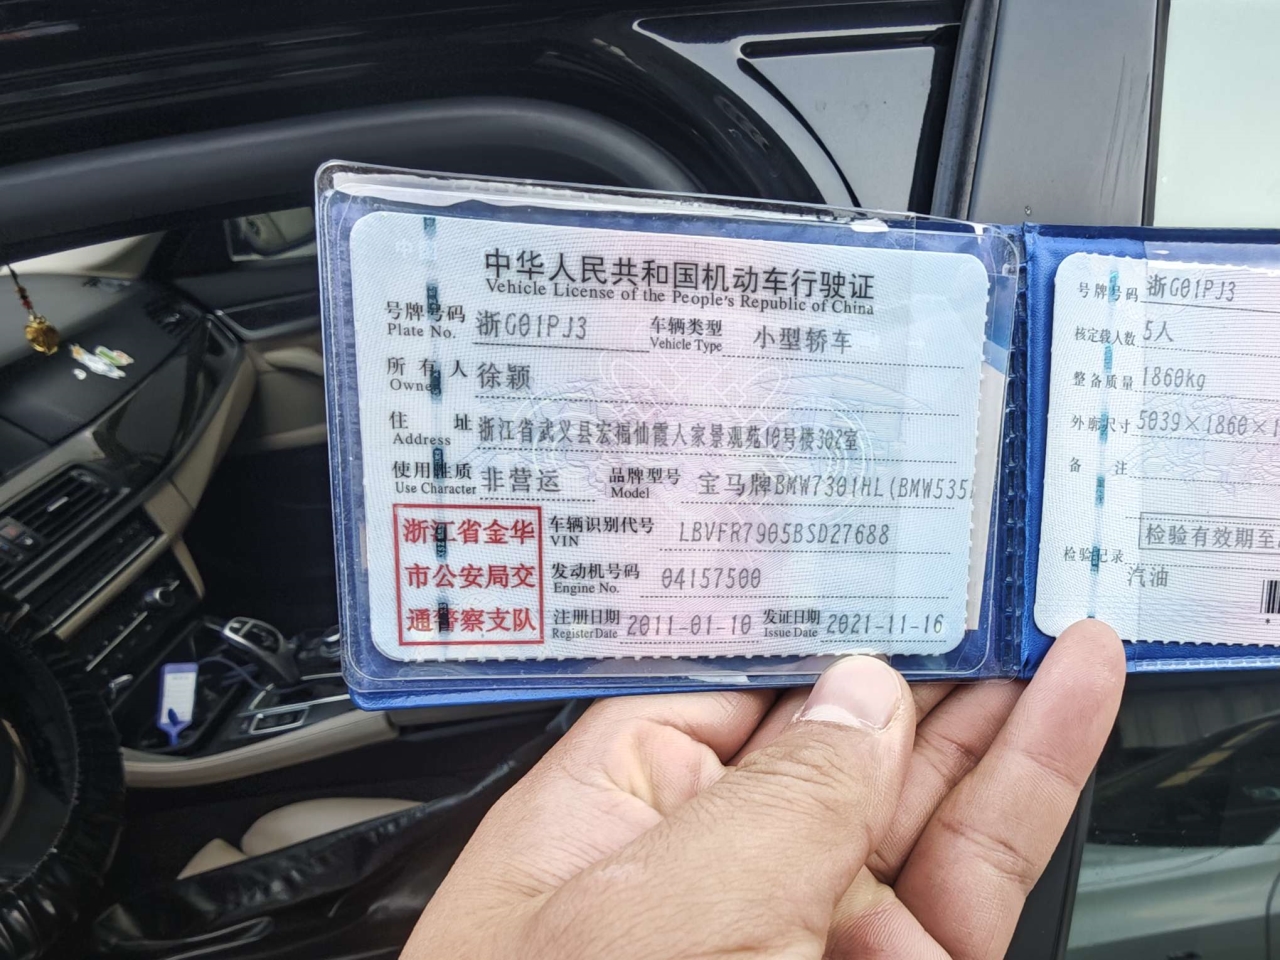 中华人民共和国机动车行驶证
Vehicle License of the People's Republic of China
号牌号码 浙G01PJ3 车辆类型 小型轿车
Plate No. Vehicle Type
所有人 徐颖
Owner
住址 浙江省武义县宏福仙霞人家景观苑10号楼302室
Address
使用性质 非营运 品牌型号 宝马牌BMW7301HL(BMW535
Use Character Model
浙江省金华
市公安局交
通警察支队
车辆识别代号 LBVFR7905BSD27688
VIN
发动机号码 04157500
Engine No.
注册日期 2011-01-10 发证日期 2021-11-16
Register Date Issue Date
号牌号码 浙G01PJ3
核定载人数 5人
整备质量 1860kg
外廓尺寸 5039×1860×1
备注
检验有效期至
检验记录
汽油